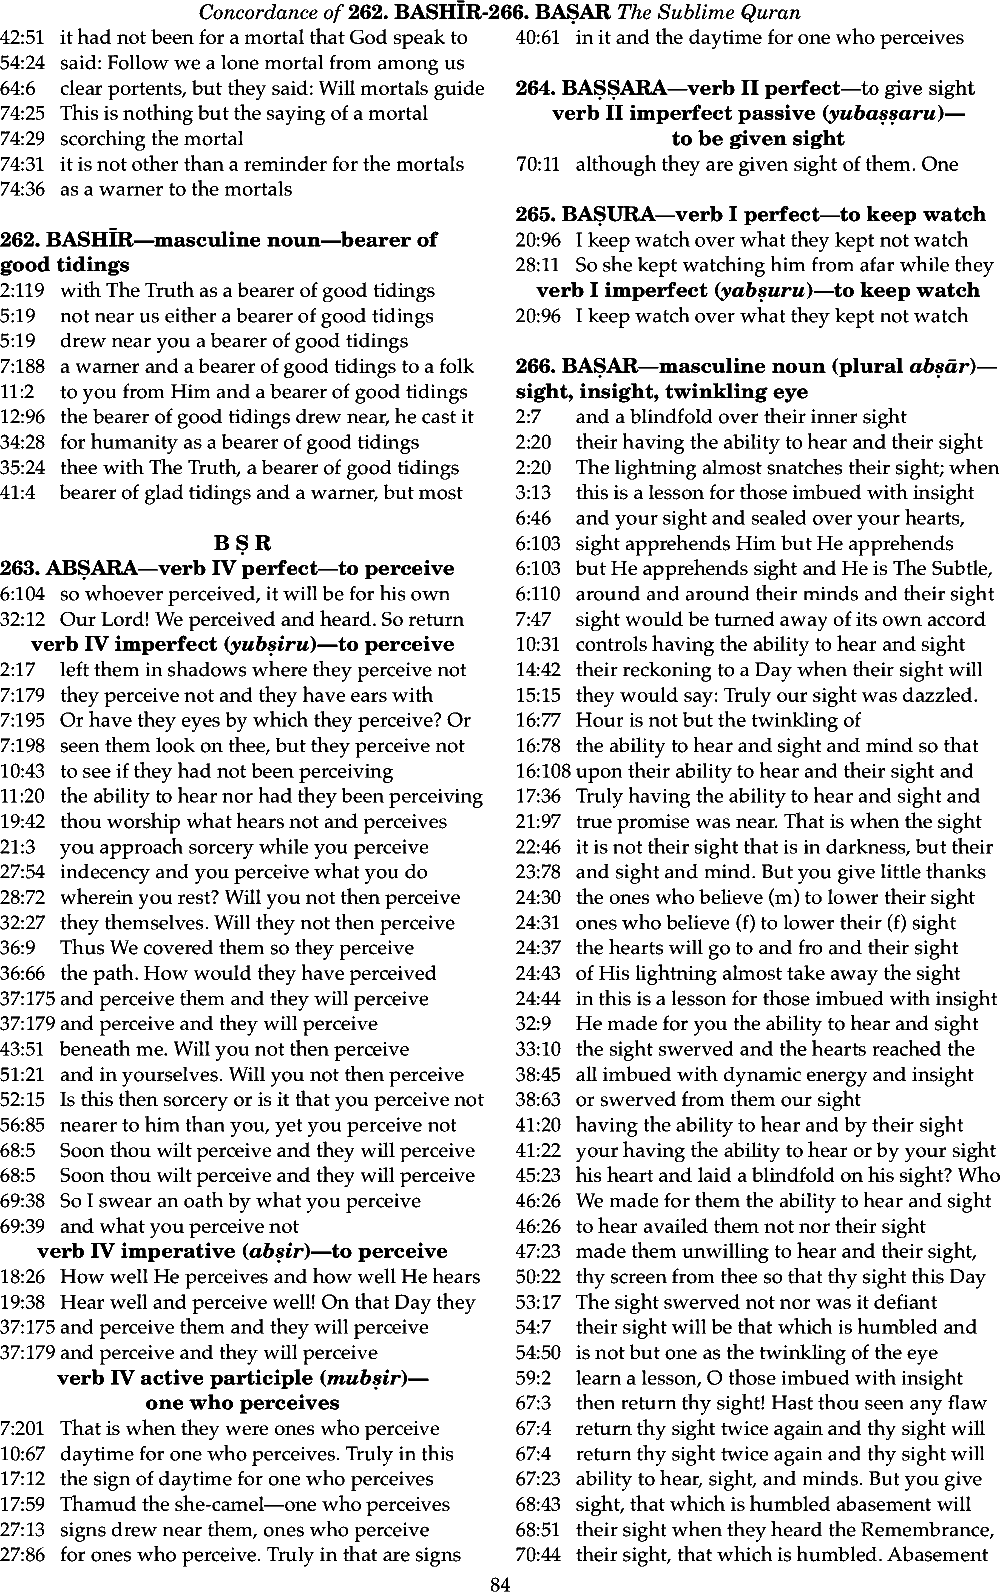 Concordance of 262. BASHĪR-266. BAṢAR The Sublime Quran
42:51 it had not been for a mortal that God speak to
54:24 said: Follow we a lone mortal from among us
64:6 clear portents, but they said: Will mortals guide
74:25 This is nothing but the saying of a mortal
74:29 scorching the mortal
74:31 it is not other than a reminder for the mortals
74:36 as a warner to the mortals
262. BASHĪR—masculine noun—bearer of
good tidings
2:119 with The Truth as a bearer of good tidings
5:19 not near us either a bearer of good tidings
5:19 drew near you a bearer of good tidings
7:188 a warner and a bearer of good tidings to a folk
11:2 to you from Him and a bearer of good tidings
12:96 the bearer of good tidings drew near, he cast it
34:28 for humanity as a bearer of good tidings
35:24 thee with The Truth, a bearer of good tidings
41:4 bearer of glad tidings and a warner, but most
B Ṣ R
263. ABṢARA—verb IV perfect—to perceive
6:104 so whoever perceived, it will be for his own
32:12 Our Lord! We perceived and heard. So return
verb IV imperfect (yubṣiru)—to perceive
2:17 left them in shadows where they perceive not
7:179 they perceive not and they have ears with
7:195 Or have they eyes by which they perceive? Or
7:198 seen them look on thee, but they perceive not
10:43 to see if they had not been perceiving
11:20 the ability to hear nor had they been perceiving
19:42 thou worship what hears not and perceives
21:3 you approach sorcery while you perceive
27:54 indecency and you perceive what you do
28:72 wherein you rest? Will you not then perceive
32:27 they themselves. Will they not then perceive
36:9 Thus We covered them so they perceive
36:66 the path. How would they have perceived
37:175 and perceive them and they will perceive
37:179 and perceive and they will perceive
43:51 beneath me. Will you not then perceive
51:21 and in yourselves. Will you not then perceive
52:15 Is this then sorcery or is it that you perceive not
56:85 nearer to him than you, yet you perceive not
68:5 Soon thou wilt perceive and they will perceive
68:5 Soon thou wilt perceive and they will perceive
69:38 So I swear an oath by what you perceive
69:39 and what you perceive not
verb IV imperative (abṣir)—to perceive
18:26 How well He perceives and how well He hears
19:38 Hear well and perceive well! On that Day they
37:175 and perceive them and they will perceive
37:179 and perceive and they will perceive
verb IV active participle (mubṣir)—
one who perceives
7:201 That is when they were ones who perceive
10:67 daytime for one who perceives. Truly in this
17:12 the sign of daytime for one who perceives
17:59 Thamud the she-camel—one who perceives
27:13 signs drew near them, ones who perceive
27:86 for ones who perceive. Truly in that are signs
40:61 in it and the daytime for one who perceives
264. BAṢṢARA—verb II perfect—to give sight
verb II imperfect passive (yubaṣṣaru)—
to be given sight
70:11 although they are given sight of them. One
265. BAṢURA—verb I perfect—to keep watch
20:96 I keep watch over what they kept not watch
28:11 So she kept watching him from afar while they
verb I imperfect (yabṣuru)—to keep watch
20:96 I keep watch over what they kept not watch
266. BAṢAR—masculine noun (plural abṣār)—
sight, insight, twinkling eye
2:7 and a blindfold over their inner sight
2:20 their having the ability to hear and their sight
2:20 The lightning almost snatches their sight; when
3:13 this is a lesson for those imbued with insight
6:46 and your sight and sealed over your hearts,
6:103 sight apprehends Him but He apprehends
6:103 but He apprehends sight and He is The Subtle,
6:110 around and around their minds and their sight
7:47 sight would be turned away of its own accord
10:31 controls having the ability to hear and sight
14:42 their reckoning to a Day when their sight will
15:15 they would say: Truly our sight was dazzled.
16:77 Hour is not but the twinkling of
16:78 the ability to hear and sight and mind so that
16:108 upon their ability to hear and their sight and
17:36 Truly having the ability to hear and sight and
21:97 true promise was near. That is when the sight
22:46 it is not their sight that is in darkness, but their
23:78 and sight and mind. But you give little thanks
24:30 the ones who believe (m) to lower their sight
24:31 ones who believe (f) to lower their (f) sight
24:37 the hearts will go to and fro and their sight
24:43 of His lightning almost take away the sight
24:44 in this is a lesson for those imbued with insight
32:9 He made for you the ability to hear and sight
33:10 the sight swerved and the hearts reached the
38:45 all imbued with dynamic energy and insight
38:63 or swerved from them our sight
41:20 having the ability to hear and by their sight
41:22 your having the ability to hear or by your sight
45:23 his heart and laid a blindfold on his sight? Who
46:26 We made for them the ability to hear and sight
46:26 to hear availed them not nor their sight
47:23 made them unwilling to hear and their sight,
50:22 thy screen from thee so that thy sight this Day
53:17 The sight swerved not nor was it defiant
54:7 their sight will be that which is humbled and
54:50 is not but one as the twinkling of the eye
59:2 learn a lesson, O those imbued with insight
67:3 then return thy sight! Hast thou seen any flaw
67:4 return thy sight twice again and thy sight will
67:4 return thy sight twice again and thy sight will
67:23 ability to hear, sight, and minds. But you give
68:43 sight, that which is humbled abasement will
68:51 their sight when they heard the Remembrance,
70:44 their sight, that which is humbled. Abasement
84